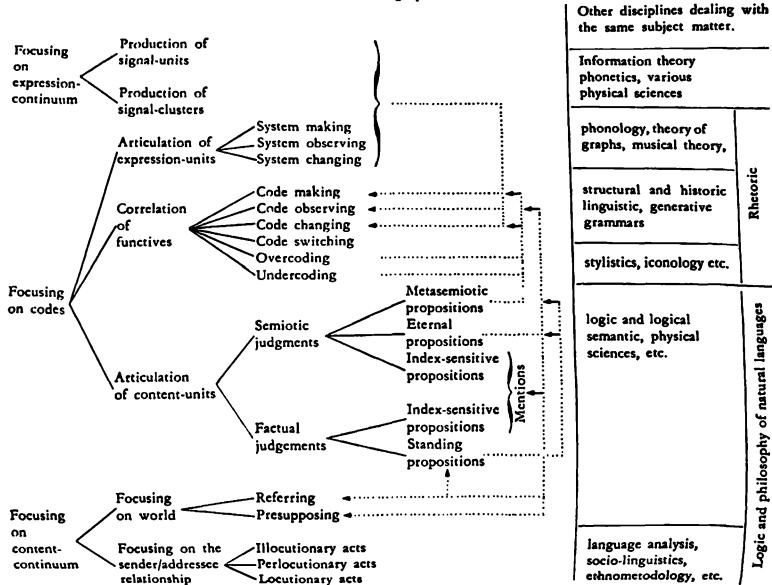 Other disciplines dealing with
the same subject matter.
Focusing
on
expression-
continuum
Production of
signal-units
Production of
signal-clusters
Information theory
phonetics, various
physical sciences
Focusing
on codes
Articulation of
expression-units
System making
System observing
System changing
phonology, theory of
graphs, musical theory,
Correlation
of
functives
Code making
Code observing
Code changing
Code switching
Overcoding
Undercoding
structural and historic
linguistic, generative
grammars
stylistics, iconology etc.
Rhetoric
Articulation
of content-units
Semiotic
judgments
Metasemiotic
propositions
Eternal
propositions
Index-sensitive
propositions
Factual
judgements
Index-sensitive
propositions
Standing
propositions
Mentions
logic and logical
semantic, physical
sciences, etc.
Focusing
on
content-
continuum
Focusing
on world
Referring
Presupposing
Focusing on the
sender/addressee
relationship
Illocutionary acts
Perlocutionary acts
Locutionary acts
language analysis,
socio-linguistics,
ethnometodology, etc.
Logic and philosophy of natural languages